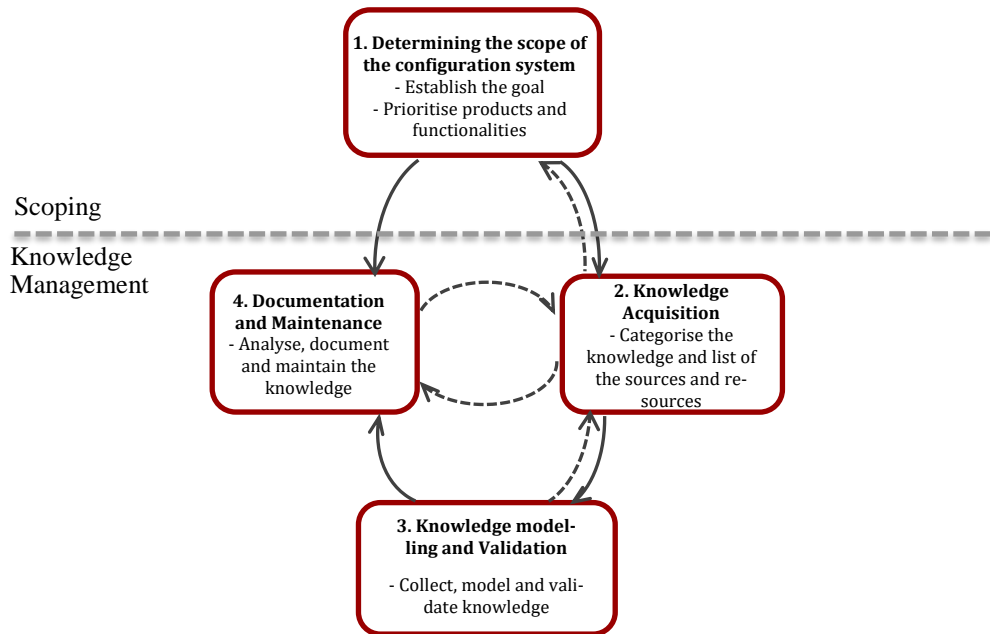 1. Determining the scope of
the configuration system
- Establish the goal
- Prioritise products and
functionalities
Scoping
Knowledge
Management
4. Documentation
and Maintenance
- Analyse, document
and maintain the
knowledge
2. Knowledge
Acquisition
- Categorise the
knowledge and list of
the sources and re-
sources
3. Knowledge model-
ling and Validation
- Collect, model and vali-
date knowledge